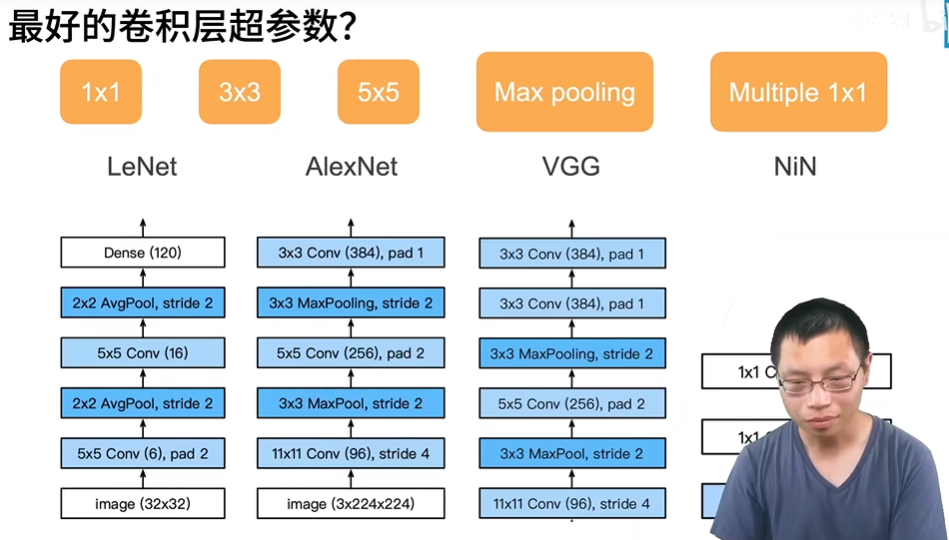 最好的卷积层超参数？
1x1
3x3
5x5
Max pooling
Multiple 1x1
LeNet
AlexNet
VGG
NiN
Dense (120)
2x2 AvgPool, stride 2
5x5 Conv (16)
2x2 AvgPool, stride 2
5x5 Conv (6), pad 2
image (32x32)
3x3 Conv (384), pad 1
3x3 MaxPooling, stride 2
5x5 Conv (256), pad 2
3x3 MaxPool, stride 2
11x11 Conv (96), stride 4
image (3x224x224)
3x3 Conv (384), pad 1
3x3 Conv (384), pad 1
3x3 MaxPooling, stride 2
5x5 Conv (256), pad 2
3x3 MaxPool, stride 2
11x11 Conv (96), stride 4
1x1 C
1x1